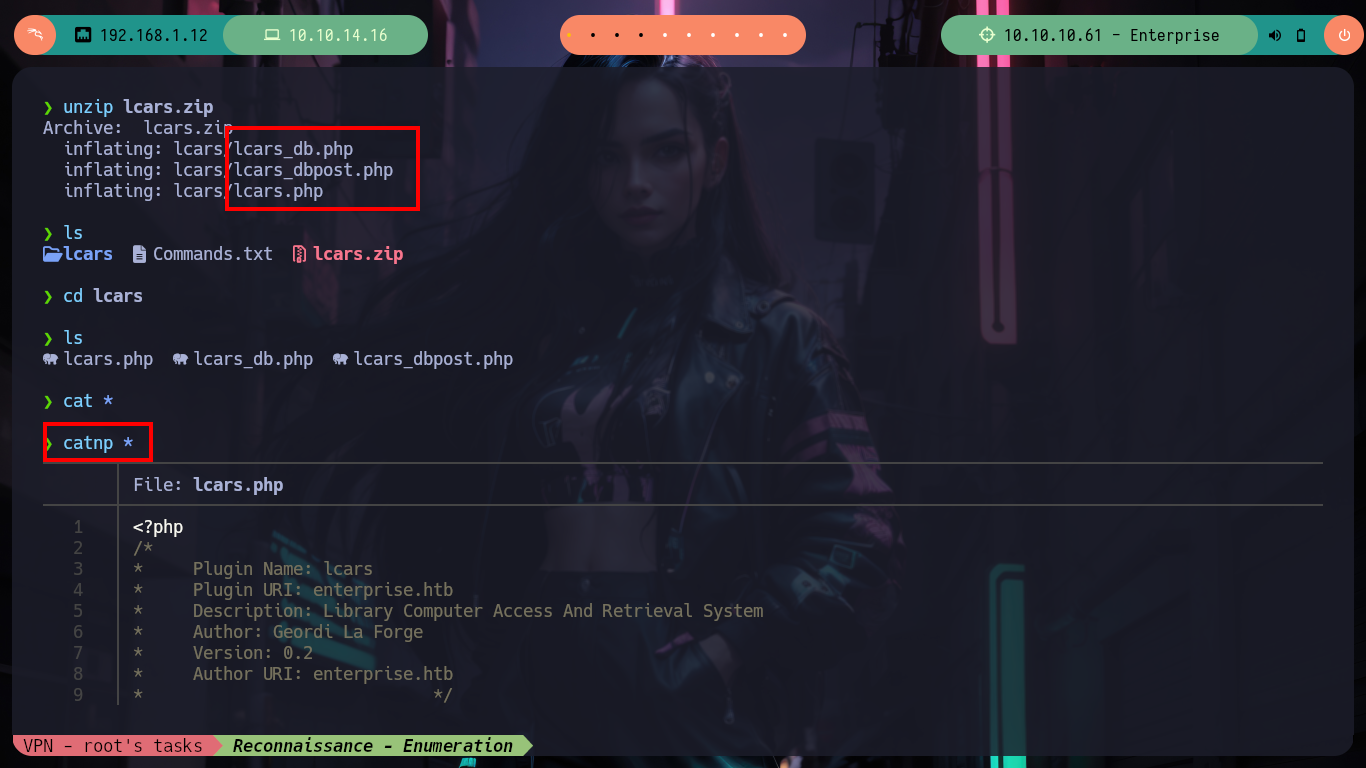 192.168.1.12 10.10.14.16 10.10.10.61 - Enterprise
❯ unzip lcars.zip
Archive:  lcars.zip
  inflating: lcars/lcars_db.php
  inflating: lcars/lcars_dbpost.php
  inflating: lcars/lcars.php
❯ ls
lcars Commands.txt lcars.zip
❯ cd lcars
❯ ls
lcars.php lcars_db.php lcars_dbpost.php
❯ cat *
❯ catnp *
File: lcars.php
1 <?php
2 /*
3 *     Plugin Name: lcars
4 *     Plugin URI: enterprise.htb
5 *     Description: Library Computer Access And Retrieval System
6 *     Author: Geordi La Forge
7 *     Version: 0.2
8 *     Author URI: enterprise.htb
9 *                             */
VPN - root's tasks Reconnaissance - Enumeration